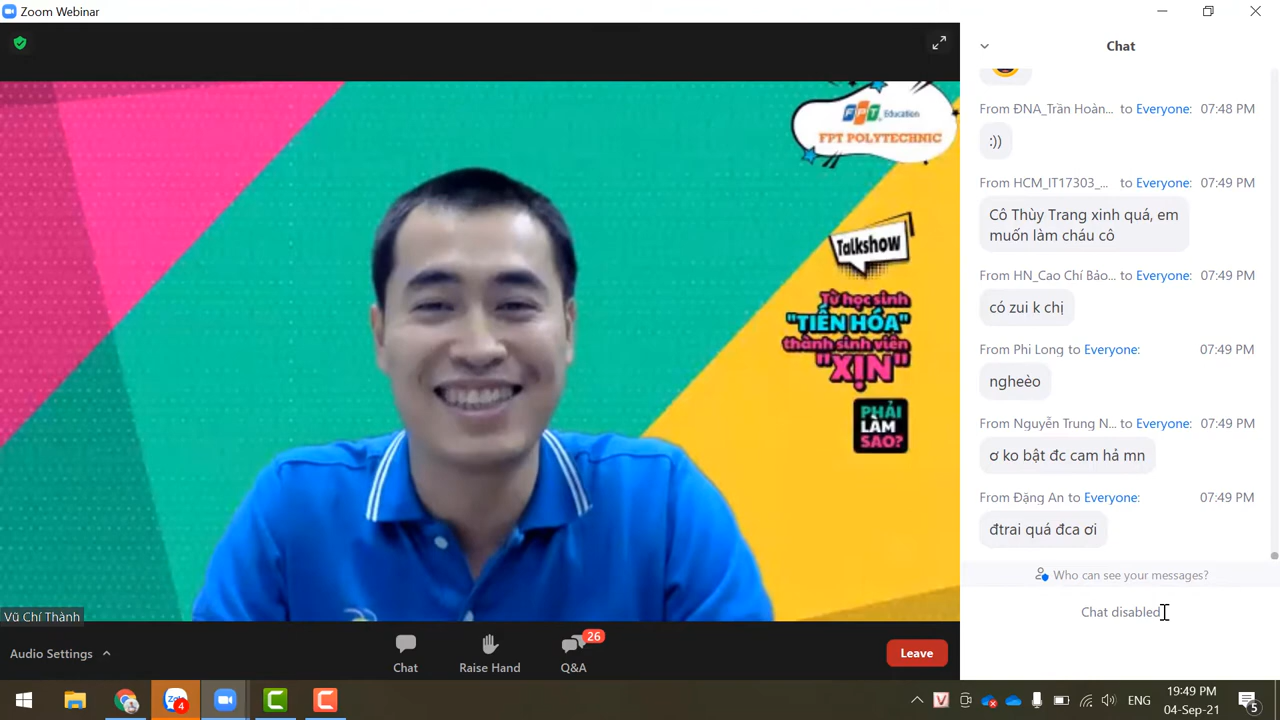 Zoom Webinar
FPT Education
FPT POLYTECHNIC
Talkshow
Từ học sinh
"TIẾN HÓA"
thành sinh viên
"XỊN"
PHẢI
LÀM
SAO?
Vũ Chí Thành
Audio Settings
Chat
Raise Hand
26
Q&A
Leave
Chat
From ĐNA_Trần Hoàn... to Everyone: 07:48 PM
:))
From HCM_IT17303_... to Everyone: 07:49 PM
Cô Thùy Trang xinh quá, em
muốn làm cháu cô
From HN_Cao Chí Bảo... to Everyone: 07:49 PM
có zui k chị
From Phi Long to Everyone: 07:49 PM
ngheèo
From Nguyễn Trung N... to Everyone: 07:49 PM
ơ ko bật đc cam hả mn
From Đặng An to Everyone: 07:49 PM
đtrai quá đca ơi
Who can see your messages?
Chat disabled
Zalo
4
C
C
V
ENG
19:49 PM
04-Sep-21
5